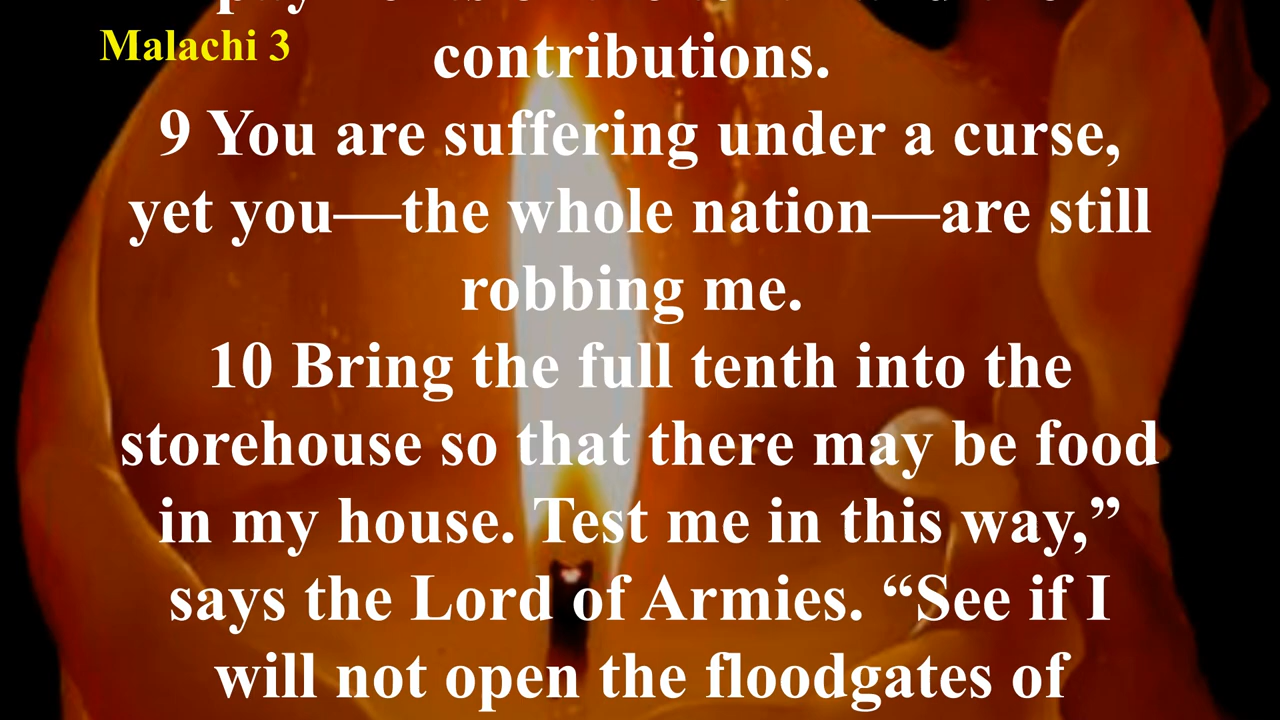 Malachi 3
contributions.
9 You are suffering under a curse,
yet you—the whole nation—are still
robbing me.
10 Bring the full tenth into the
storehouse so that there may be food
in my house. Test me in this way,”
says the Lord of Armies. “See if I
will not open the floodgates of